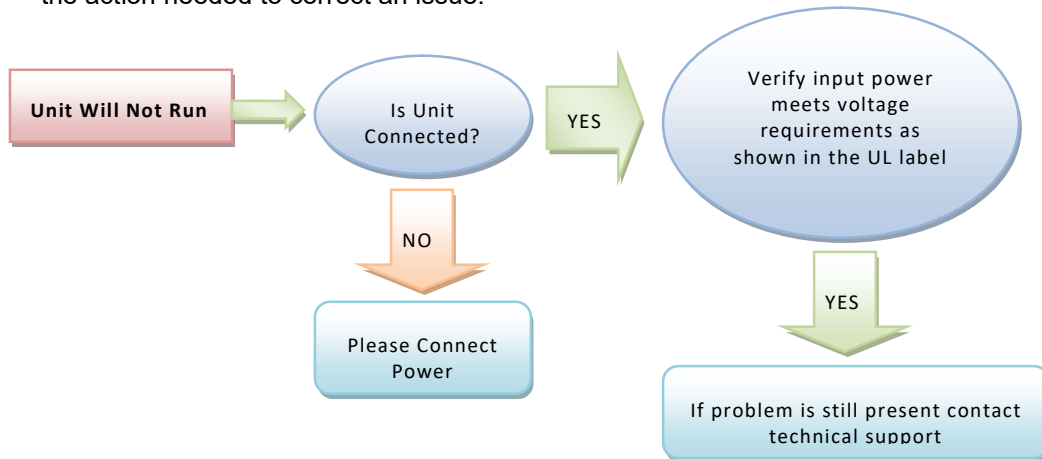 the action needed to correct an issue.
Unit Will Not Run
Is Unit
Connected?
YES
Verify input power
meets voltage
requirements as
shown in the UL label
NO
Please Connect
Power
YES
If problem is still present contact
technical support